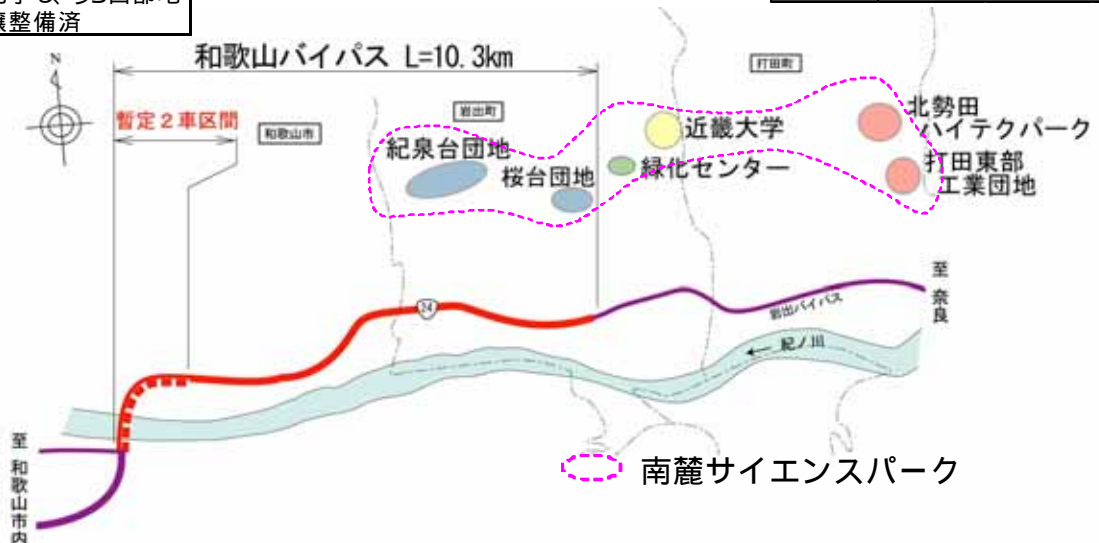 整備済
N
和歌山バイパス L=10.3km
暫定2車区間
和歌山市
岩出町
打田町
紀泉台団地
桜台団地
近畿大学
緑化センター
北勢田
ハイテクパーク
打田東部
工業団地
24
岩出バイパス
至 奈良
紀ノ川
至 和歌山市内
南麓サイエンスパーク